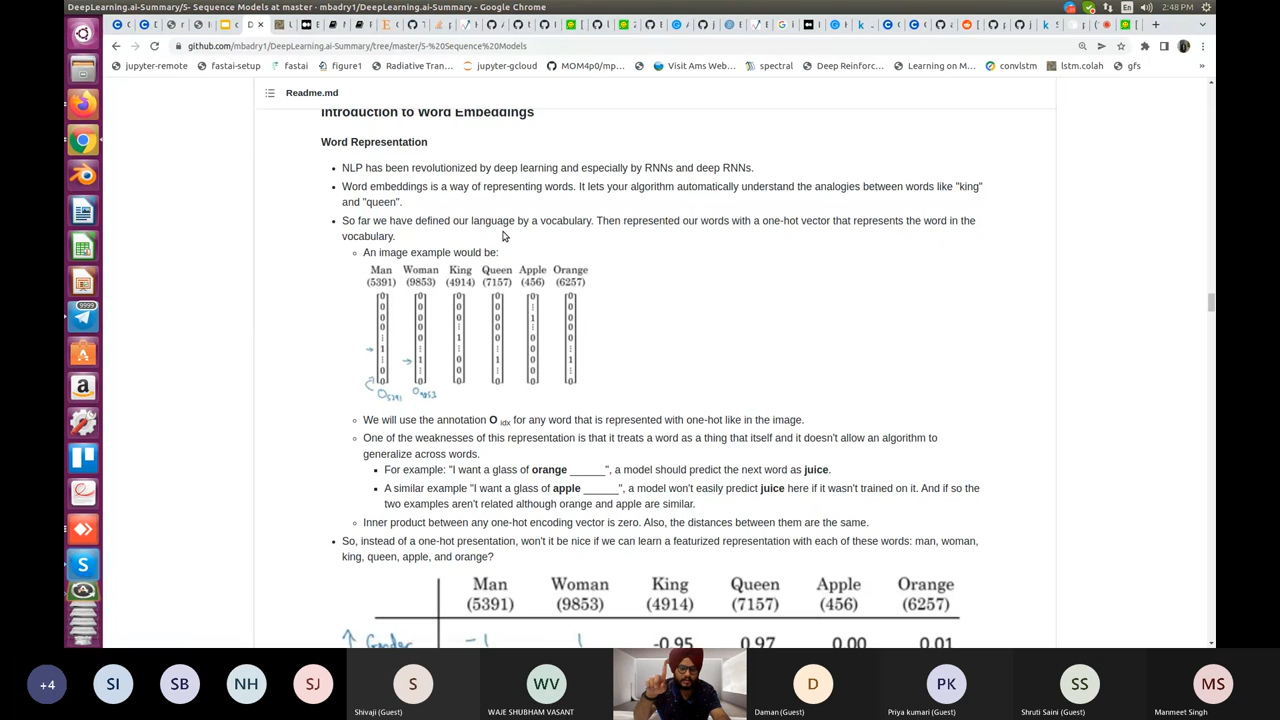 5- Sequence Models at master · mbadry1/DeepLearning.ai-Summary - Google Chrome
En
2:48 PM
github.com/mbadry1/DeepLearning.ai-Summary/tree/master/5-%20Sequence%20Models
jupyter-remote
fastai-setup
fastai
figure1
Radiative Tran...
jupyter-gcloud
MOM4p0/mp...
Visit Ams Web...
spectral
Deep Reinforc...
Learning on M...
convlstm
lstm.colah
gfs
»
Readme.md
Introduction to Word Embeddings
Word Representation
• NLP has been revolutionized by deep learning and especially by RNNs and deep RNNs.
• Word embeddings is a way of representing words. It lets your algorithm automatically understand the analogies between words like "king"
and "queen".
• So far we have defined our language by a vocabulary. Then represented our words with a one-hot vector that represents the word in the
vocabulary.
◦ An image example would be:
Man Woman King Queen Apple Orange
(5391) (9853) (4914) (7157) (456) (6257)
O5391 O9853
◦ We will use the annotation O idx for any word that is represented with one-hot like in the image.
◦ One of the weaknesses of this representation is that it treats a word as a thing that itself and it doesn't allow an algorithm to
generalize across words.
▪ For example: "I want a glass of orange ______", a model should predict the next word as juice.
▪ A similar example "I want a glass of apple ______", a model won't easily predict juice here if it wasn't trained on it. And if so the
two examples aren't related although orange and apple are similar.
◦ Inner product between any one-hot encoding vector is zero. Also, the distances between them are the same.
• So, instead of a one-hot presentation, won't it be nice if we can learn a featurized representation with each of these words: man, woman,
king, queen, apple, and orange?
Man Woman King Queen Apple Orange
(5391) (9853) (4914) (7157) (456) (6257)
Gender -1 1 -0.95 0.97 0.00 0.01
+4
SI
SB
NH
SJ
S
WV
D
PK
SS
MS
Shivaji (Guest)
WAJE SHUBHAM VASANT
Daman (Guest)
Priya kumari (Guest)
Shruti Saini (Guest)
Manmeet Singh